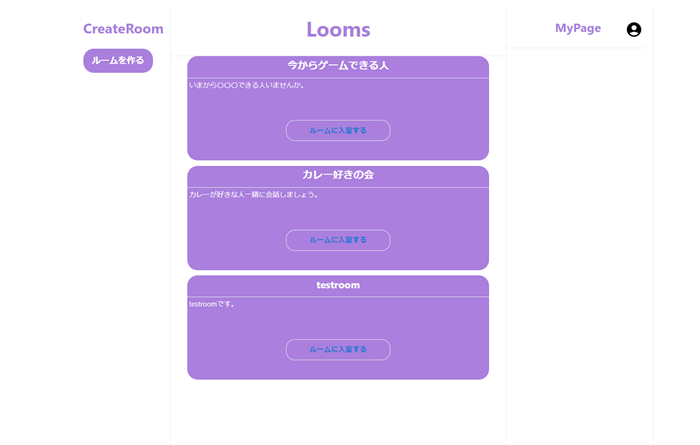 CreateRoom
ルームを作る
Looms
今からゲームできる人
いまから〇〇〇できる人いませんか。
ルームに入室する
カレー好きの会
カレーが好きな人一緒に会話しましょう。
ルームに入室する
testroom
testroomです。
ルームに入室する
MyPage